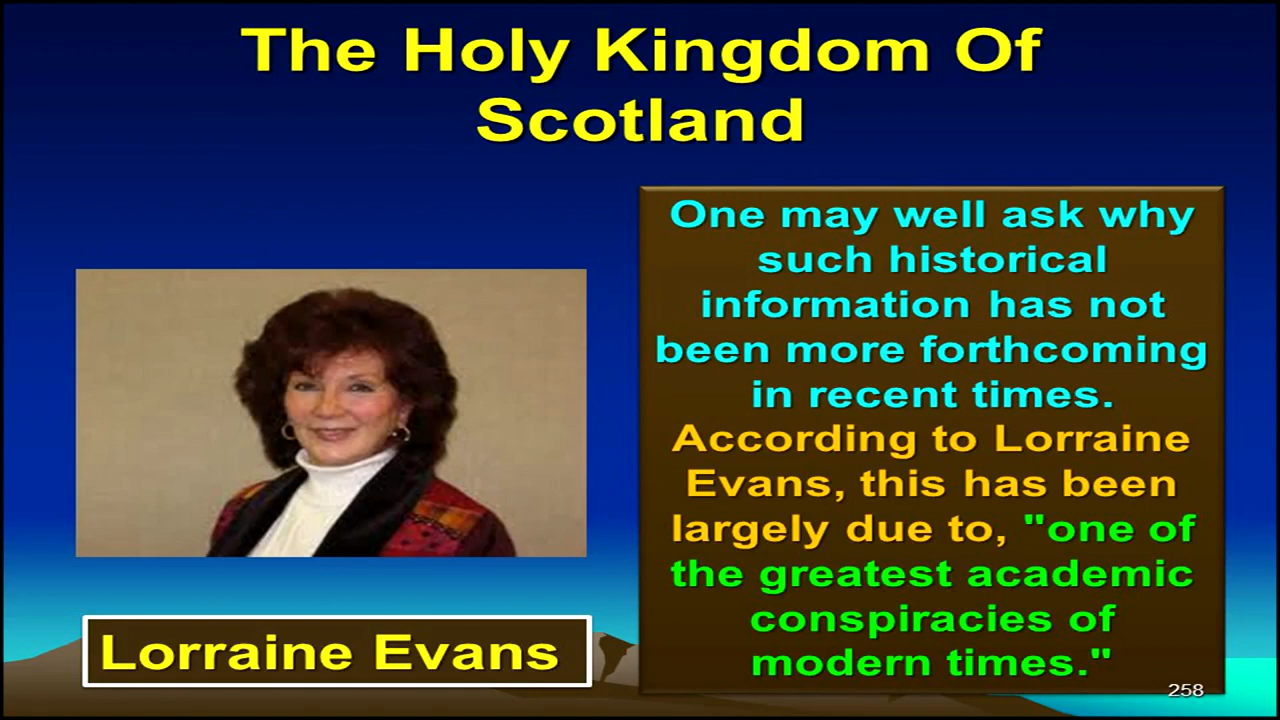 The Holy Kingdom Of
Scotland
One may well ask why
such historical
information has not
been more forthcoming
in recent times.
According to Lorraine
Evans, this has been
largely due to, "one of
the greatest academic
conspiracies of
modern times."
Lorraine Evans
258